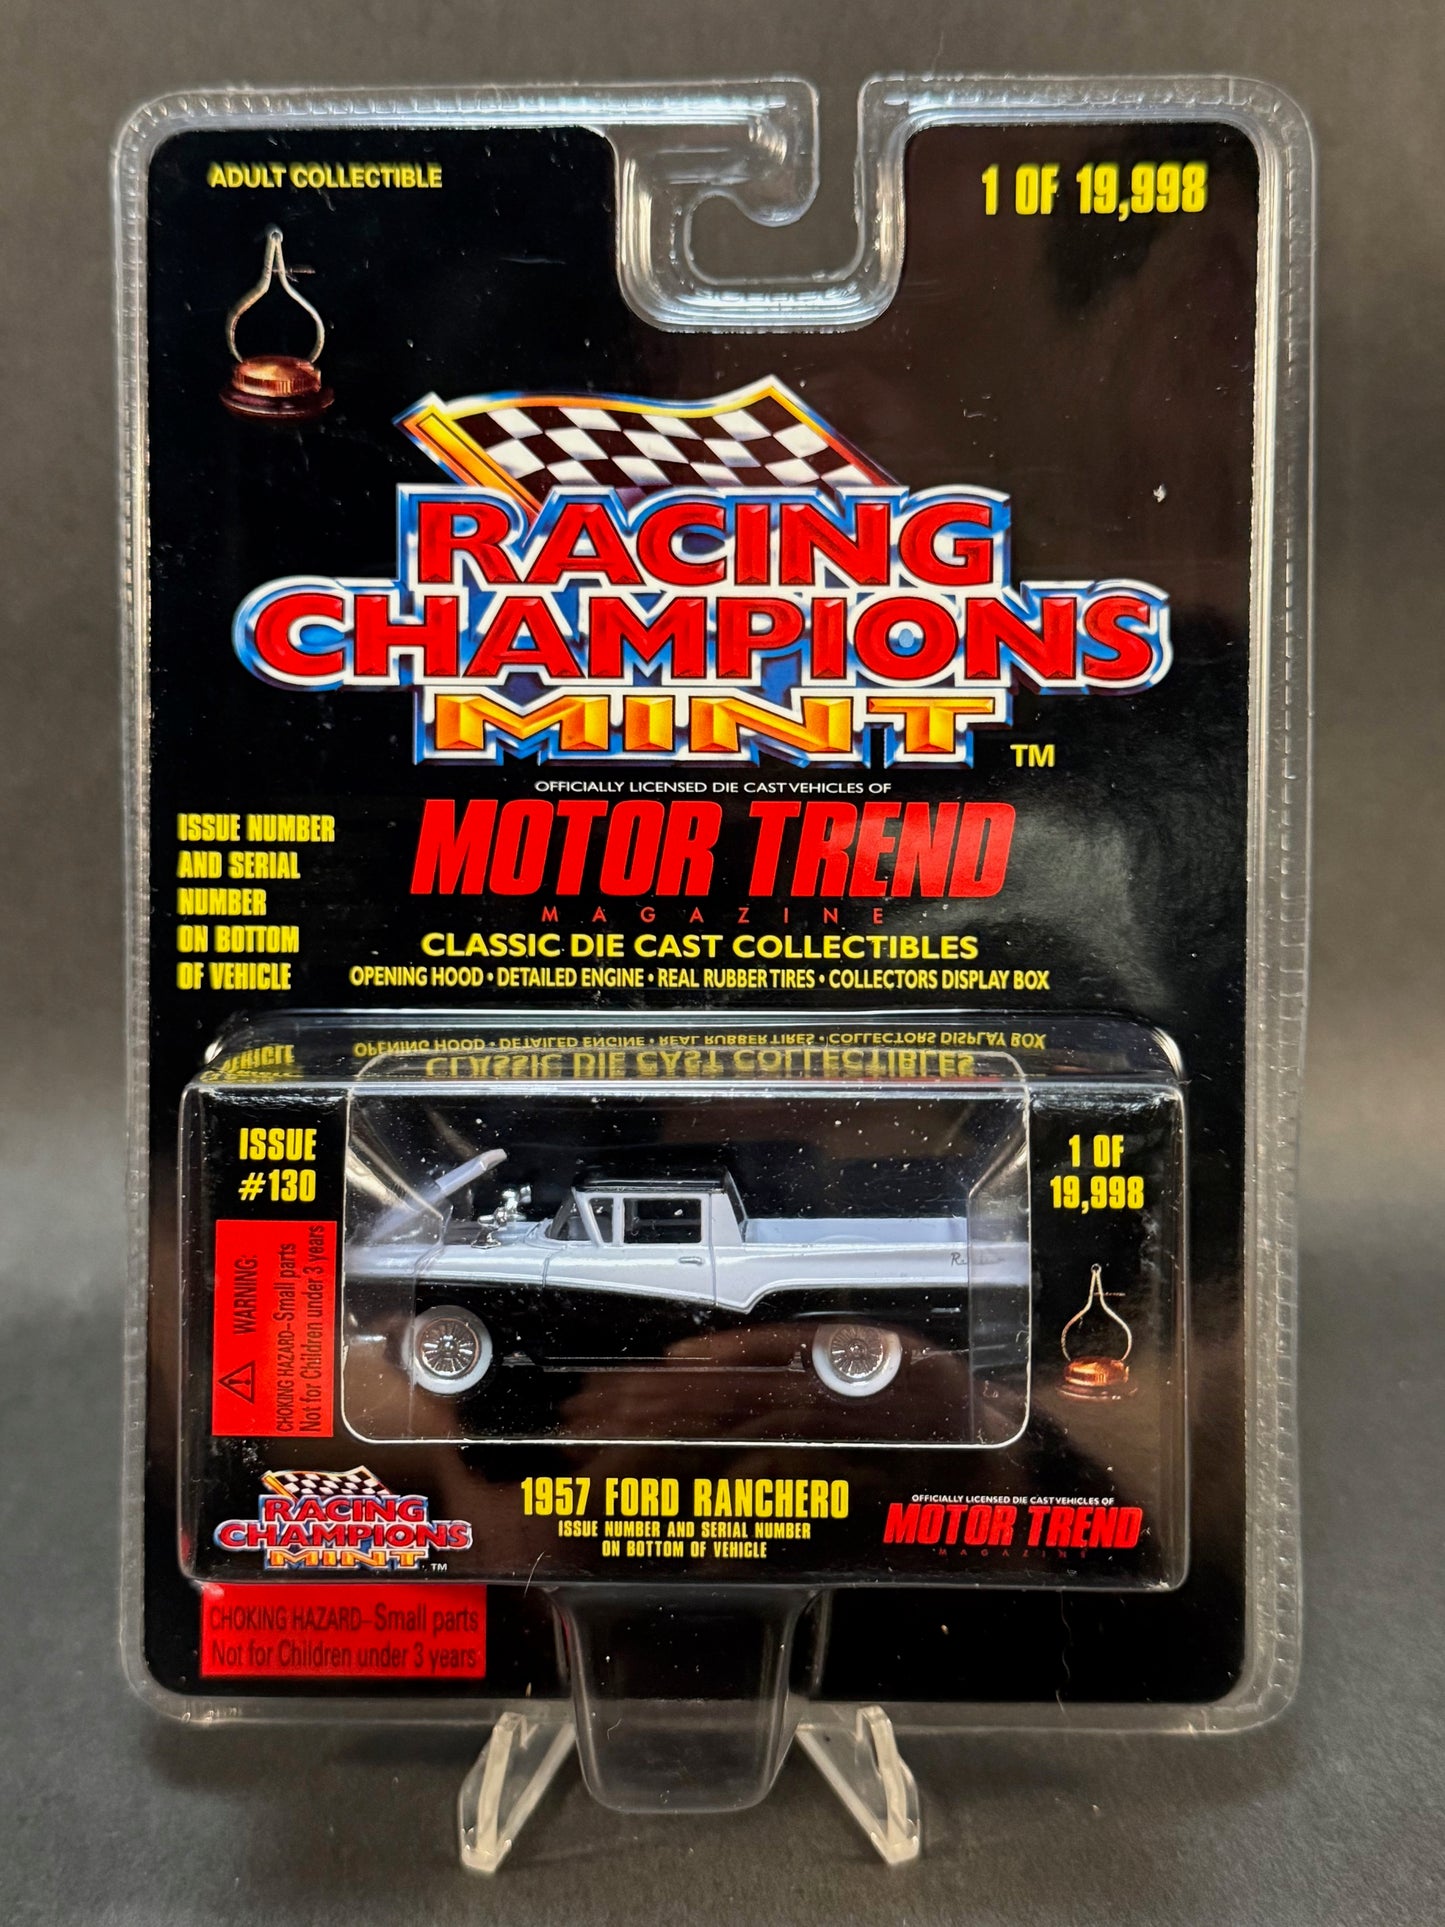 ADULT COLLECTIBLE
1 OF 19,998
RACING
CHAMPIONS
MINT TM
OFFICIALLY LICENSED DIE CAST VEHICLES OF
MOTOR TREND
MAGAZINE
CLASSIC DIE CAST COLLECTIBLES
OPENING HOOD • DETAILED ENGINE • REAL RUBBER TIRES • COLLECTORS DISPLAY BOX
ISSUE NUMBER
AND SERIAL
NUMBER
ON BOTTOM
OF VEHICLE
ISSUE
#130
1 OF
19,998
WARNING:
CHOKING HAZARD-Small parts
Not for Children under 3 years
RACING
CHAMPIONS
MINT TM
1957 FORD RANCHERO
ISSUE NUMBER AND SERIAL NUMBER
ON BOTTOM OF VEHICLE
OFFICIALLY LICENSED DIE CAST VEHICLES OF
MOTOR TREND
MAGAZINE
CHOKING HAZARD-Small parts
Not for Children under 3 years